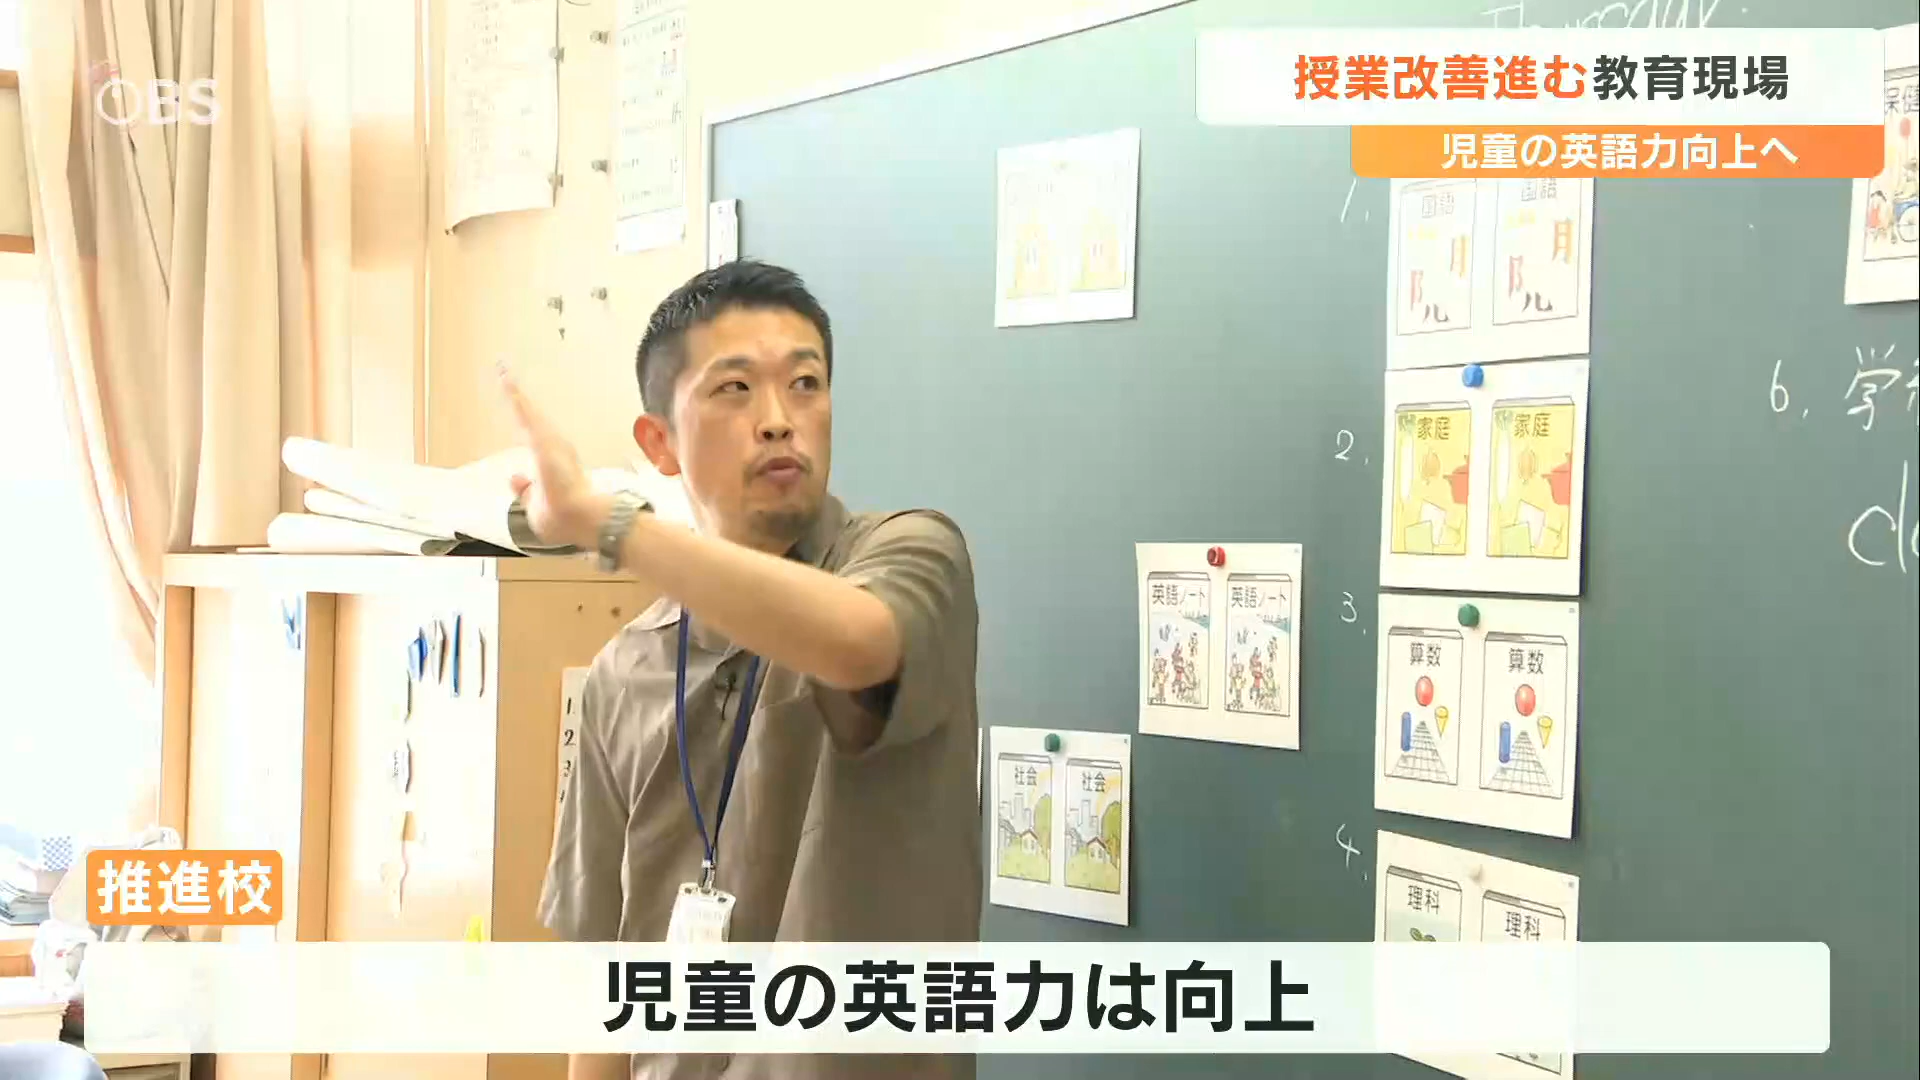 OBS
授業改善進む教育現場
児童の英語力向上へ
Thursday.
1.
国語 国語
2.
家庭 家庭
3.
算数 算数
4.
理科 理科
6.
英語ノート 英語ノート
社会 社会
推進校
児童の英語力は向上